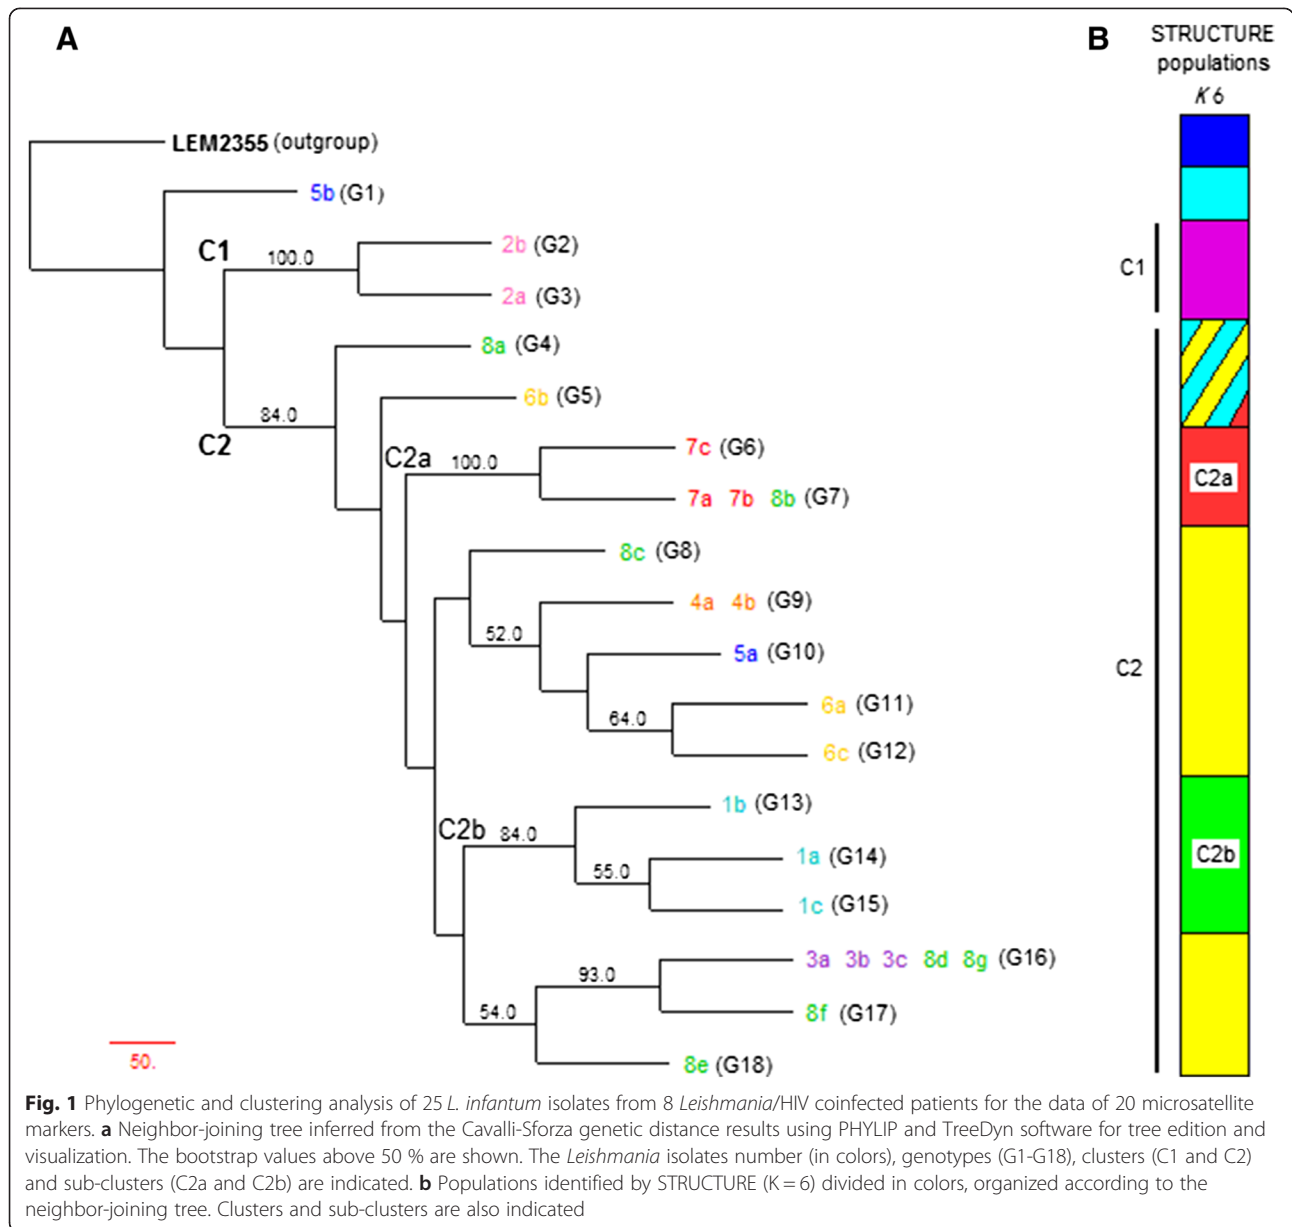 A
B
STRUCTURE
populations
K 6
LEM2355 (outgroup)
5b (G1)
C1
100.0
2b (G2)
2a (G3)
C1
8a (G4)
84.0
C2
6b (G5)
C2a
100.0
7c (G6)
7a 7b 8b (G7)
C2a
8c (G8)
52.0
4a 4b (G9)
5a (G10)
C2
64.0
6a (G11)
6c (G12)
C2b
84.0
1b (G13)
55.0
1a (G14)
1c (G15)
C2b
93.0
3a 3b 3c 8d 8g (G16)
54.0
8f (G17)
8e (G18)
50.
Fig. 1 Phylogenetic and clustering analysis of 25 L. infantum isolates from 8 Leishmania/HIV coinfected patients for the data of 20 microsatellite
markers. a Neighbor-joining tree inferred from the Cavalli-Sforza genetic distance results using PHYLIP and TreeDyn software for tree edition and
visualization. The bootstrap values above 50 % are shown. The Leishmania isolates number (in colors), genotypes (G1-G18), clusters (C1 and C2)
and sub-clusters (C2a and C2b) are indicated. b Populations identified by STRUCTURE (K = 6) divided in colors, organized according to the
neighbor-joining tree. Clusters and sub-clusters are also indicated